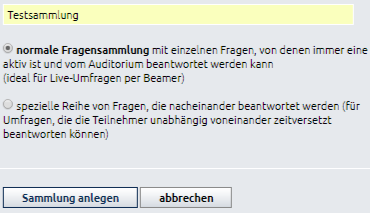 Testsammlung
normale Fragensammlung mit einzelnen Fragen, von denen immer eine
aktiv ist und vom Auditorium beantwortet werden kann
(ideal für Live-Umfragen per Beamer)
spezielle Reihe von Fragen, die nacheinander beantwortet werden (für
Umfragen, die die Teilnehmer unabhängig voneinander zeitversetzt
beantworten können)
Sammlung anlegen abbrechen